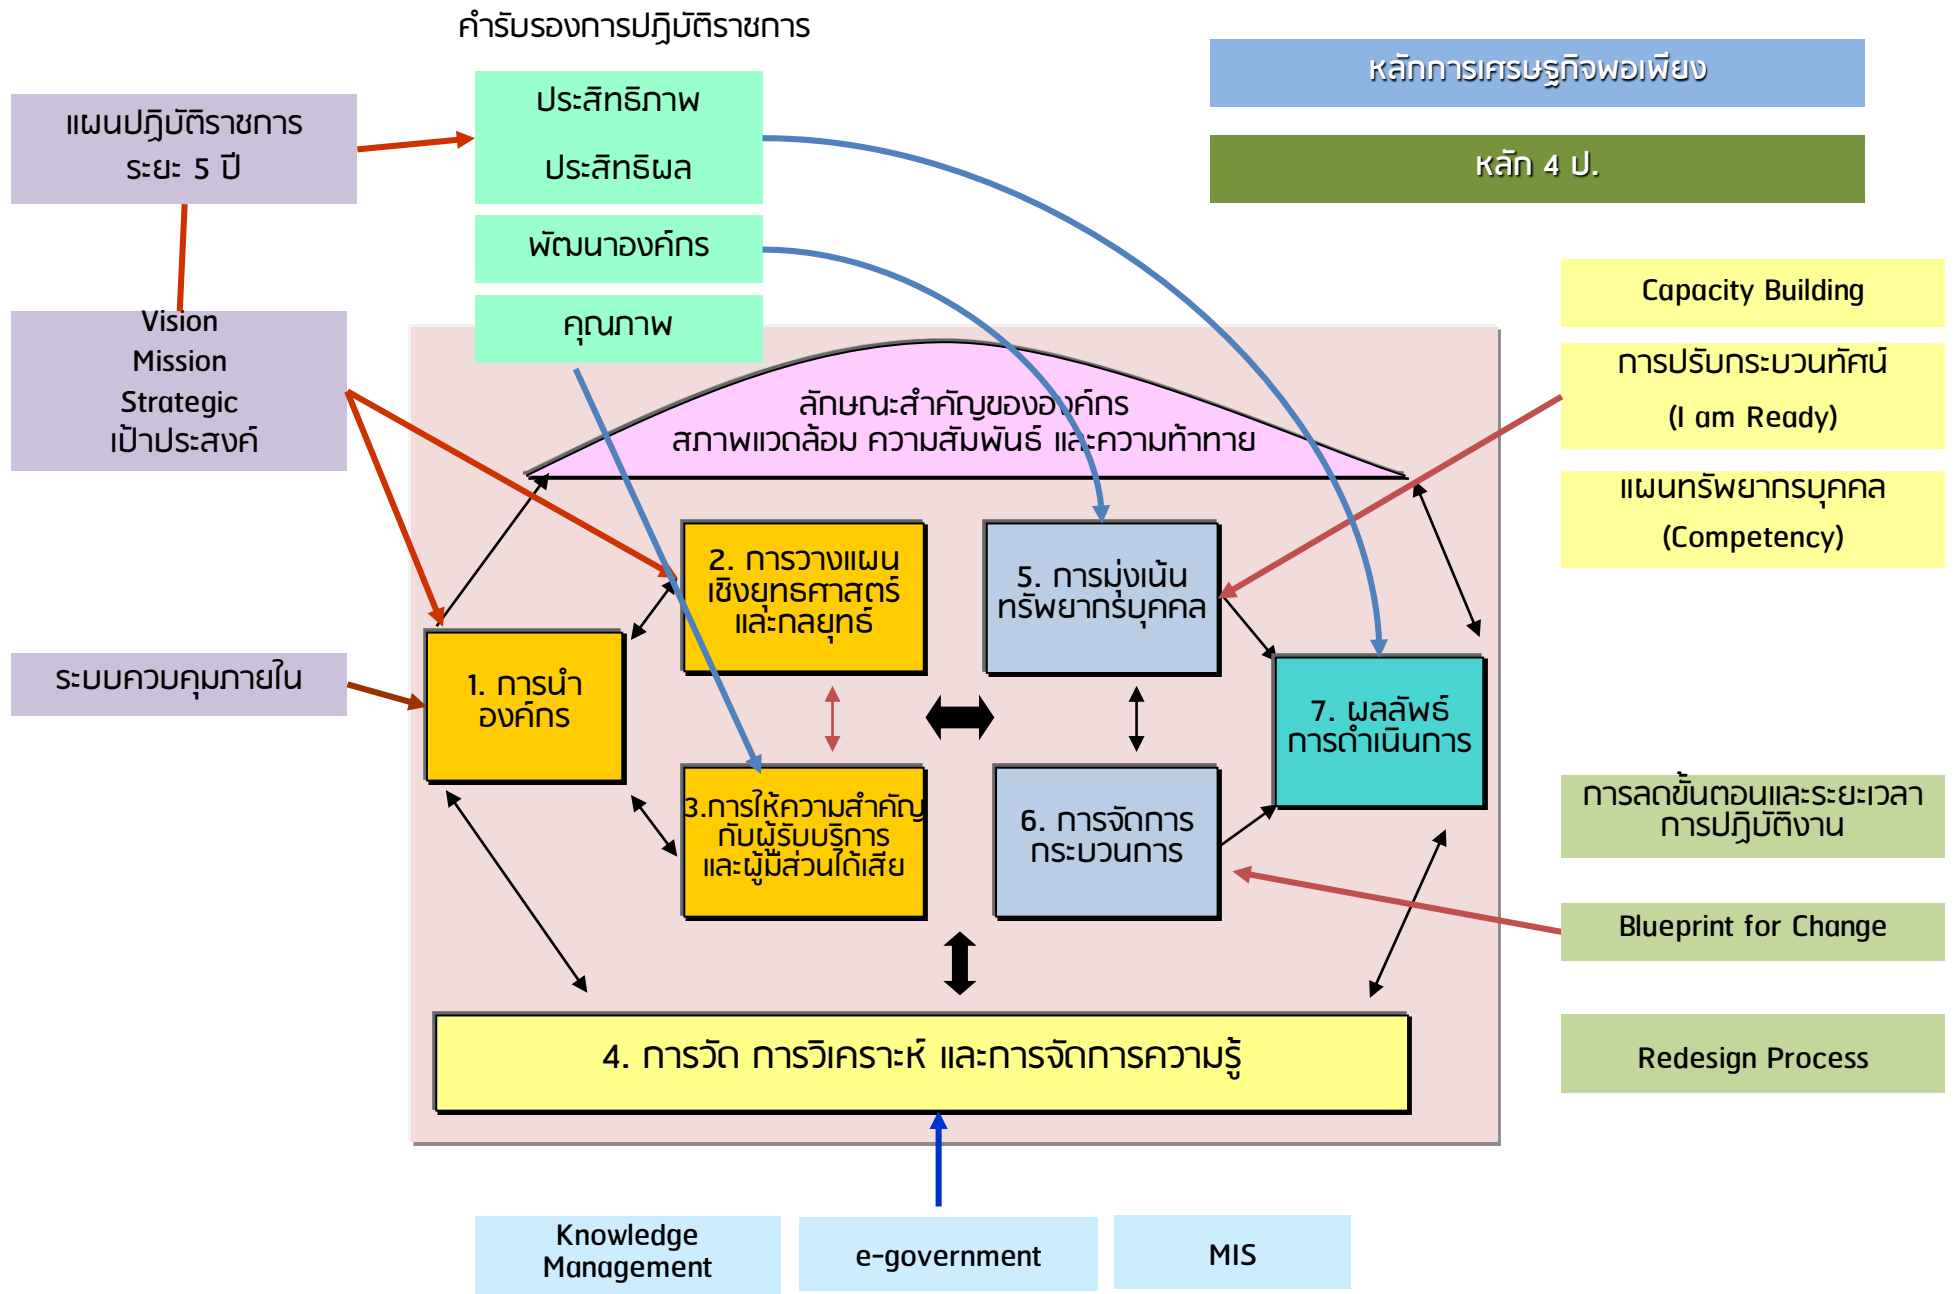 คำรับรองการปฏิบัติราชการ
หลักการเศรษฐกิจพอเพียง
หลัก 4 ป.
แผนปฏิบัติราชการ
ระยะ 5 ปี
ประสิทธิภาพ
ประสิทธิผล
พัฒนาองค์กร
คุณภาพ
Vision
Mission
Strategic
เป้าประสงค์
ระบบควบคุมภายใน
Capacity Building
การปรับกระบวนทัศน์
(I am Ready)
แผนทรัพยากรบุคคล
(Competency)
ลักษณะสำคัญขององค์กร
สภาพแวดล้อม ความสัมพันธ์ และความท้าทาย
1. การนำ
องค์กร
2. การวางแผน
เชิงยุทธศาสตร์
และกลยุทธ์
3.การให้ความสำคัญ
กับผู้รับบริการ
และผู้มีส่วนได้เสีย
5. การมุ่งเน้น
ทรัพยากรบุคคล
6. การจัดการ
กระบวนการ
7. ผลลัพธ์
การดำเนินการ
4. การวัด การวิเคราะห์ และการจัดการความรู้
การลดขั้นตอนและระยะเวลา
การปฏิบัติงาน
Blueprint for Change
Redesign Process
Knowledge
Management
e-government
MIS